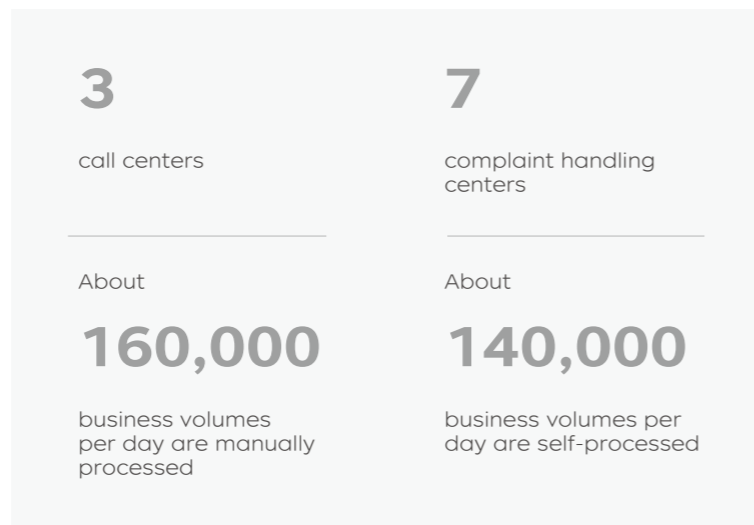 3
call centers
7
complaint handling
centers
About
160,000
business volumes
per day are manually
processed
About
140,000
business volumes per
day are self-processed